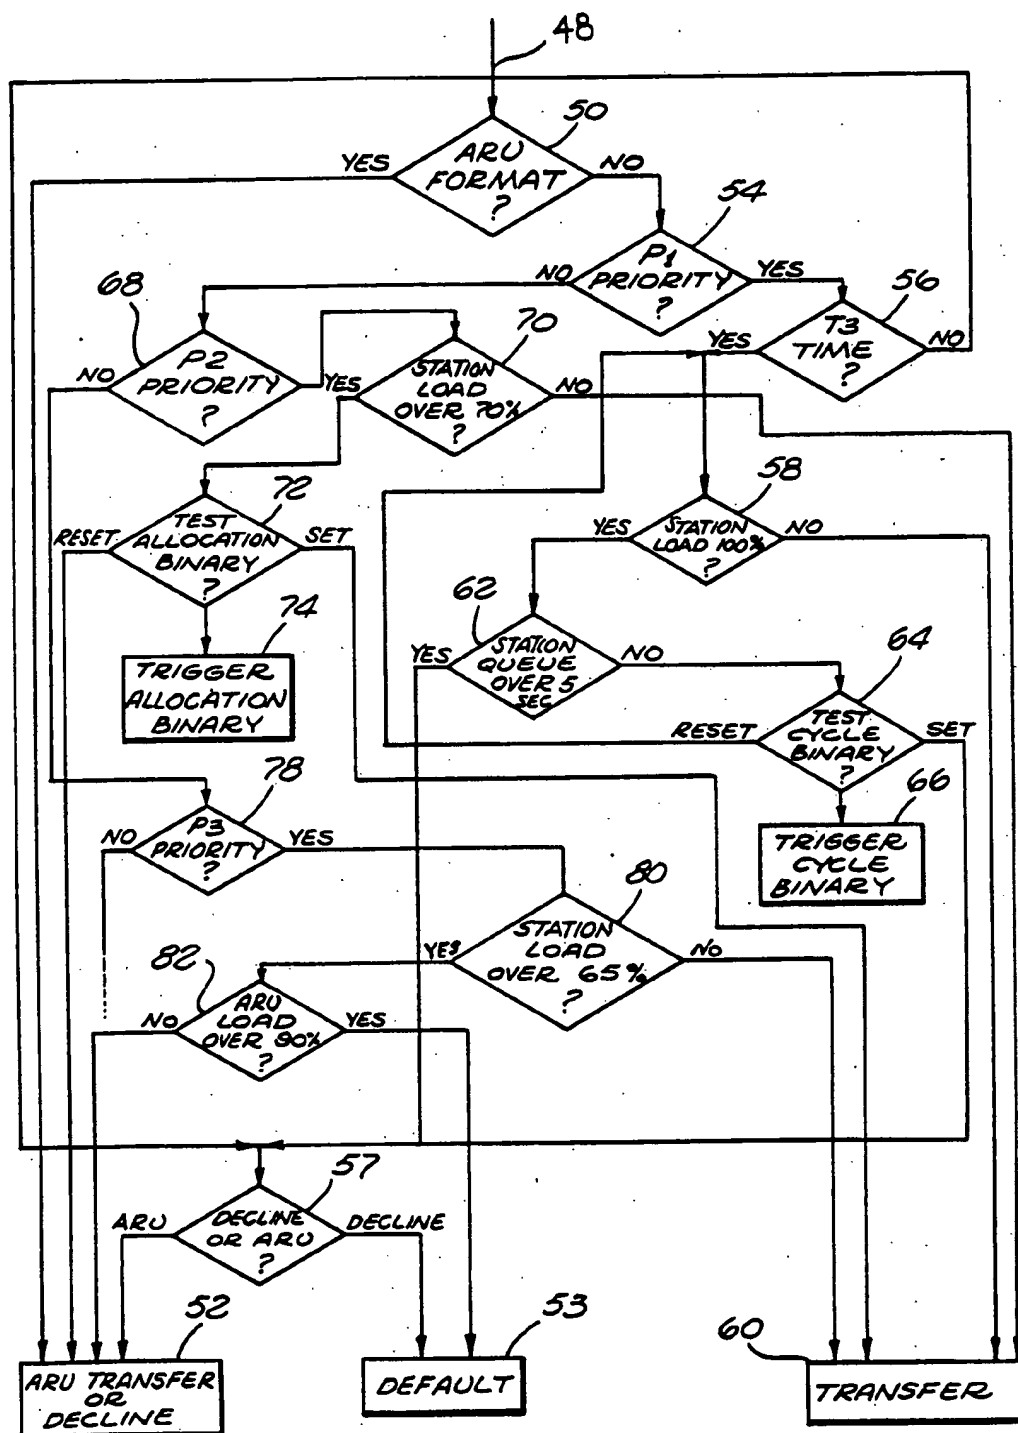 48
50
ARU
FORMAT
?
YES
NO
54
P1
PRIORITY
?
NO
YES
56
T3
TIME
?
YES
NO
68
P2
PRIORITY
?
NO
YES
70
STATION
LOAD
OVER 70%
?
NO
72
TEST
ALLOCATION
BINARY
?
RESET
SET
58
STATION
LOAD 100%
?
YES
NO
74
TRIGGER
ALLOCATION
BINARY
62
STATION
QUEUE
OVER 5
SEC
YES
NO
64
TEST
CYCLE
BINARY
?
RESET
SET
66
TRIGGER
CYCLE
BINARY
78
P3
PRIORITY
?
NO
YES
80
STATION
LOAD
OVER 65%
?
YES
NO
82
ARU
LOAD
OVER 90%
?
NO
YES
57
DECLINE
OR ARU
?
ARU
DECLINE
52
ARU TRANSFER
OR
DECLINE
53
DEFAULT
60
TRANSFER